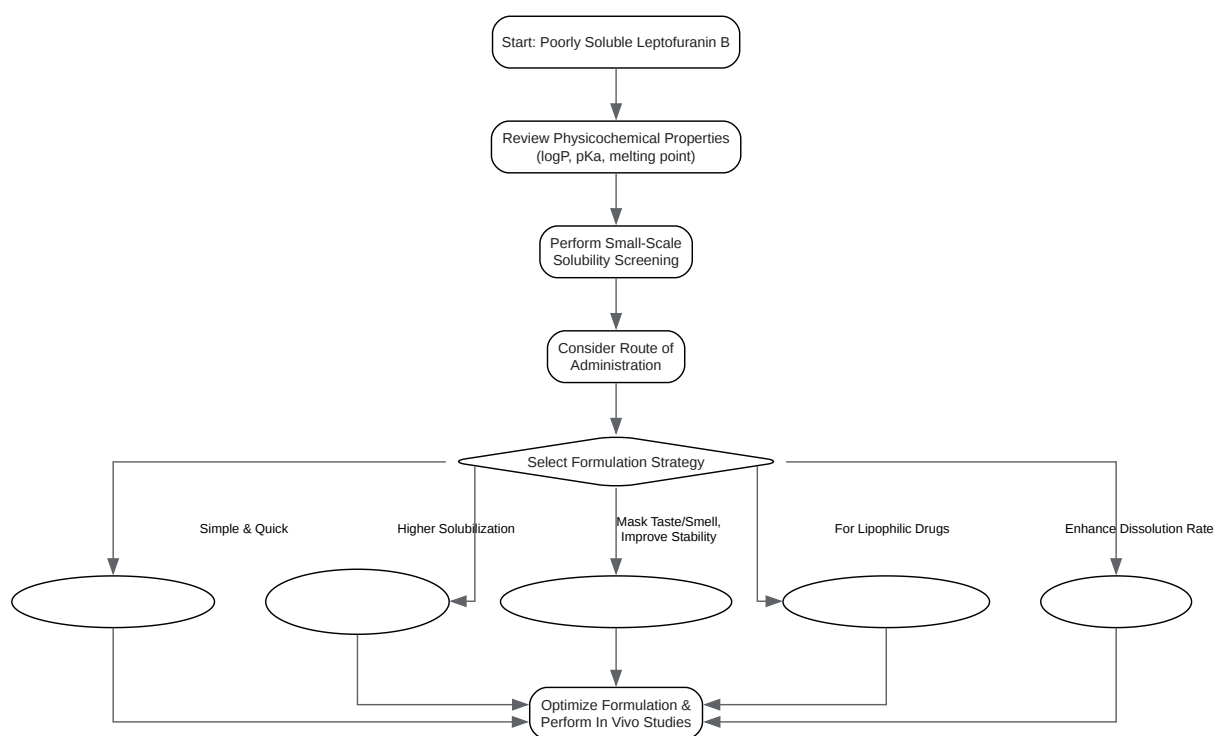 Start: Poorly Soluble Leptofuranin B
Review Physicochemical Properties
(logP, pKa, melting point)
Perform Small-Scale
Solubility Screening
Consider Route of
Administration
Select Formulation Strategy
Simple & Quick
Higher Solubilization
Mask Taste/Smell,
Improve Stability
For Lipophilic Drugs
Enhance Dissolution Rate
Optimize Formulation &
Perform In Vivo Studies